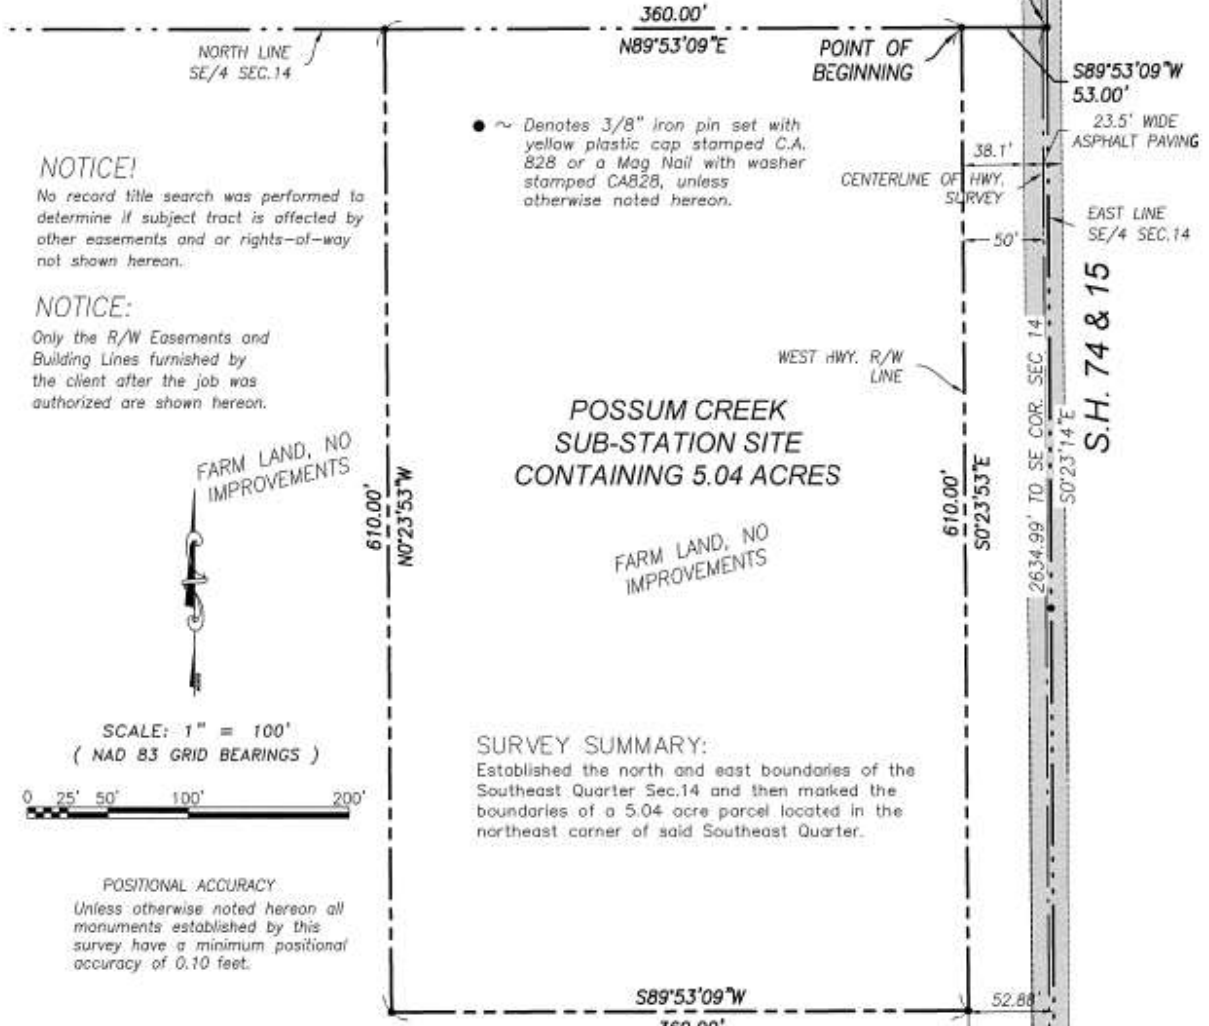 360.00'
N89°53'09"E
NORTH LINE
SE/4 SEC.14
POINT OF
BEGINNING
S89°53'09"W
53.00'
23.5' WIDE
ASPHALT PAVING
● ~ Denotes 3/8" iron pin set with
yellow plastic cap stamped C.A.
828 or a Mag Nail with washer
stamped CA828, unless
otherwise noted hereon.
38.1'
CENTERLINE OF HWY.
SURVEY
EAST LINE
SE/4 SEC.14
50'
S.H. 74 & 15
NOTICE!
No record title search was performed to
determine if subject tract is affected by
other easements and or rights-of-way
not shown hereon.
NOTICE:
Only the R/W Easements and
Building Lines furnished by
the client after the job was
authorized are shown hereon.
WEST HWY. R/W
LINE
2634.99' TO SE COR. SEC 14
S0°23'14"E
POSSUM CREEK
SUB-STATION SITE
CONTAINING 5.04 ACRES
FARM LAND, NO
IMPROVEMENTS
610.00'
N0°23'53"W
610.00'
S0°23'53"E
FARM LAND, NO
IMPROVEMENTS
SCALE: 1" = 100'
( NAD 83 GRID BEARINGS )
0 25' 50' 100' 200'
SURVEY SUMMARY:
Established the north and east boundaries of the
Southeast Quarter Sec.14 and then marked the
boundaries of a 5.04 acre parcel located in the
northeast corner of said Southeast Quarter.
POSITIONAL ACCURACY
Unless otherwise noted hereon all
monuments established by this
survey have a minimum positional
accuracy of 0.10 feet.
S89°53'09"W
360.00'
52.88'